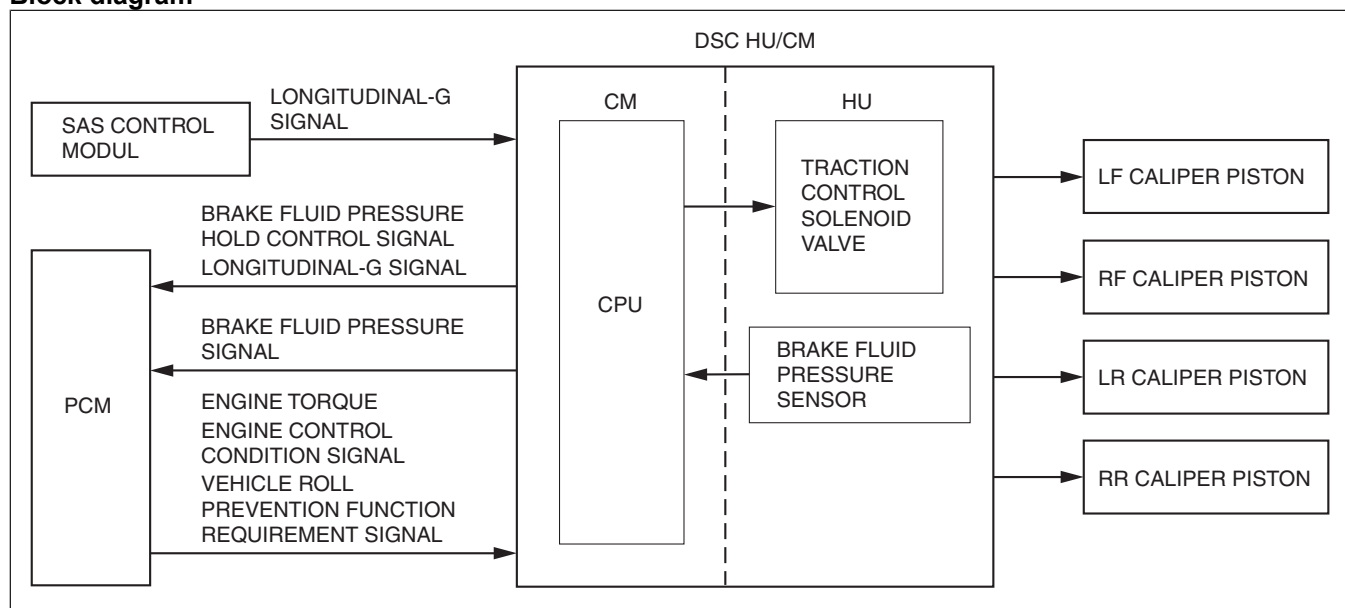 Block diagram
DSC HU/CM
CM
HU
SAS CONTROL
MODUL
LONGITUDINAL-G
SIGNAL
BRAKE FLUID PRESSURE
HOLD CONTROL SIGNAL
LONGITUDINAL-G SIGNAL
BRAKE FLUID PRESSURE
SIGNAL
PCM
ENGINE TORQUE
ENGINE CONTROL
CONDITION SIGNAL
VEHICLE ROLL
PREVENTION FUNCTION
REQUIREMENT SIGNAL
CPU
TRACTION
CONTROL
SOLENOID
VALVE
BRAKE FLUID
PRESSURE
SENSOR
LF CALIPER PISTON
RF CALIPER PISTON
LR CALIPER PISTON
RR CALIPER PISTON